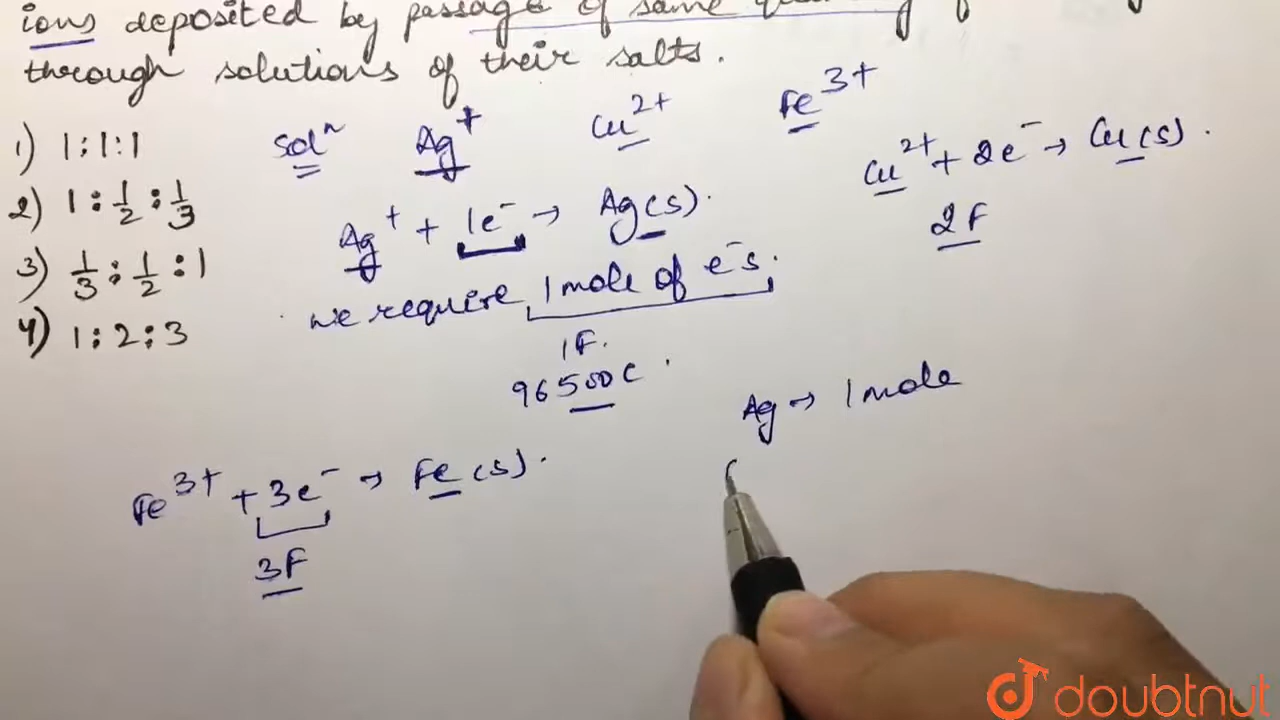 ions deposited by passage of same
through solutions of their salts.
1) 1:1:1
2) 1 : 1/2 : 1/3
3) 1/3 : 1/2 : 1
4) 1 : 2 : 3
Solⁿ Ag⁺ Cu²⁺ Fe³⁺
Cu²⁺ + 2e⁻ → Cu(s).
2F
Ag⁺ + 1e⁻ → Ag(s).
we require 1 mole of e⁻s.
1F.
96500C
Ag → 1 mole
Fe³⁺ + 3e⁻ → Fe(s).
3F
doubtnut